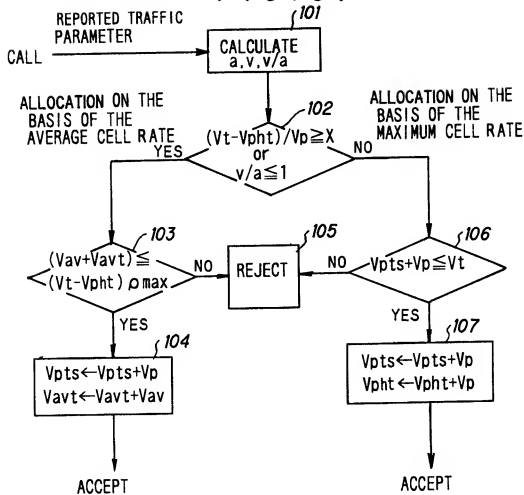 REPORTED TRAFFIC
PARAMETER
CALL
101
CALCULATE
a,v,v/a
ALLOCATION ON THE
BASIS OF THE
AVERAGE CELL RATE
102
(Vt-Vpht)/Vp≧X
or
v/a≦1
YES
NO
ALLOCATION ON THE
BASIS OF THE
MAXIMUM CELL RATE
103
(Vav+Vavt)≦
(Vt-Vpht)ρmax
NO
YES
105
REJECT
106
Vpts+Vp≦Vt
NO
YES
104
Vpts←Vpts+Vp
Vavt←Vavt+Vav
107
Vpts←Vpts+Vp
Vpht←Vpht+Vp
ACCEPT
ACCEPT